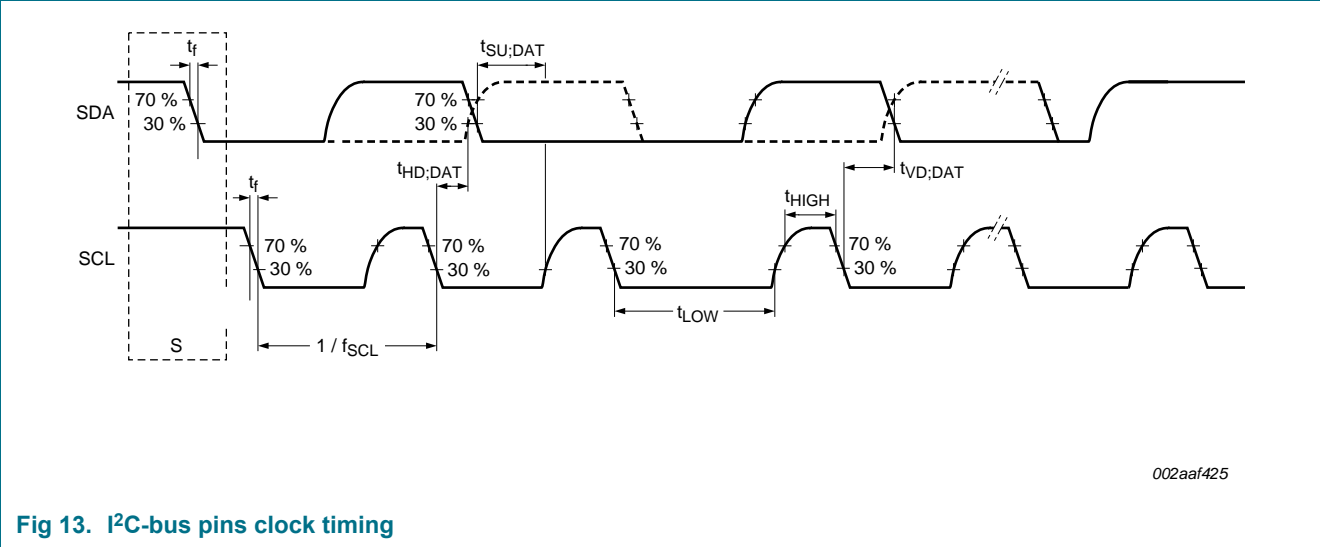 tf
tSU;DAT
SDA
70 %
30 %
70 %
30 %
tHD;DAT
tVD;DAT
tf
tHIGH
SCL
70 %
30 %
70 %
30 %
70 %
30 %
70 %
30 %
tLOW
S
1 / fSCL
002aaf425
Fig 13. I2C-bus pins clock timing